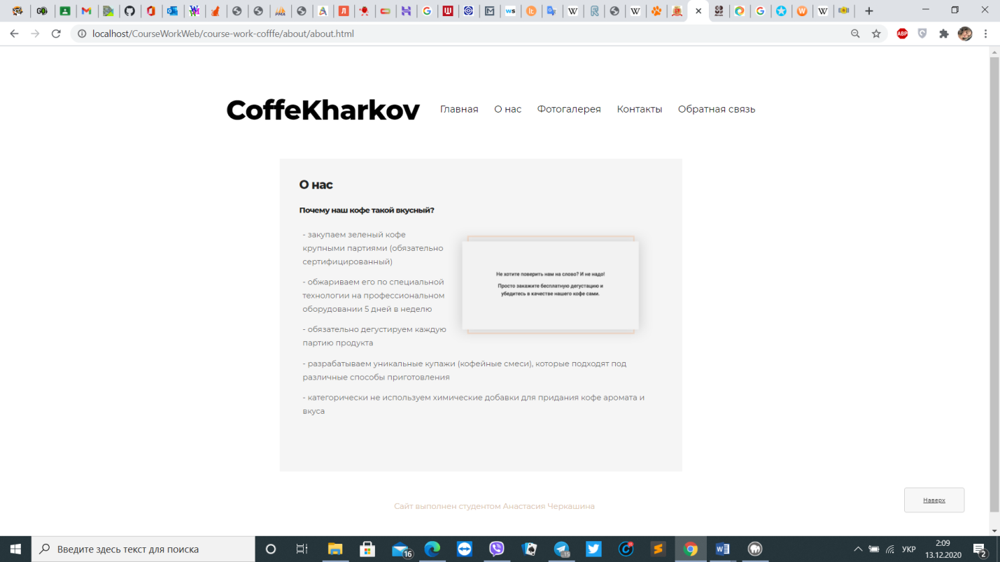 localhost/CourseWorkWeb/course-work-cofffe/about/about.html
CoffeKharkov
Главная О нас Фотогалерея Контакты Обратная связь
О нас
Почему наш кофе такой вкусный?
- закупаем зеленый кофе
крупными партиями (обязательно
сертифицированный)
- обжариваем его по специальной
технологии на профессиональном
оборудовании 5 дней в неделю
- обязательно дегустируем каждую
партию продукта
Не хотите поверить нам на слово? И не надо!
Просто закажите бесплатную дегустацию и
убедитесь в качестве нашего кофе сами.
- разрабатываем уникальные купажи (кофейные смеси), которые подходят под
различные способы приготовления
- категорически не используем химические добавки для придания кофе аромата и
вкуса
Наверх
Сайт выполнен студентом Анастасия Черкашина
Введите здесь текст для поиска
16
15
УКР
2:09
13.12.2020
2